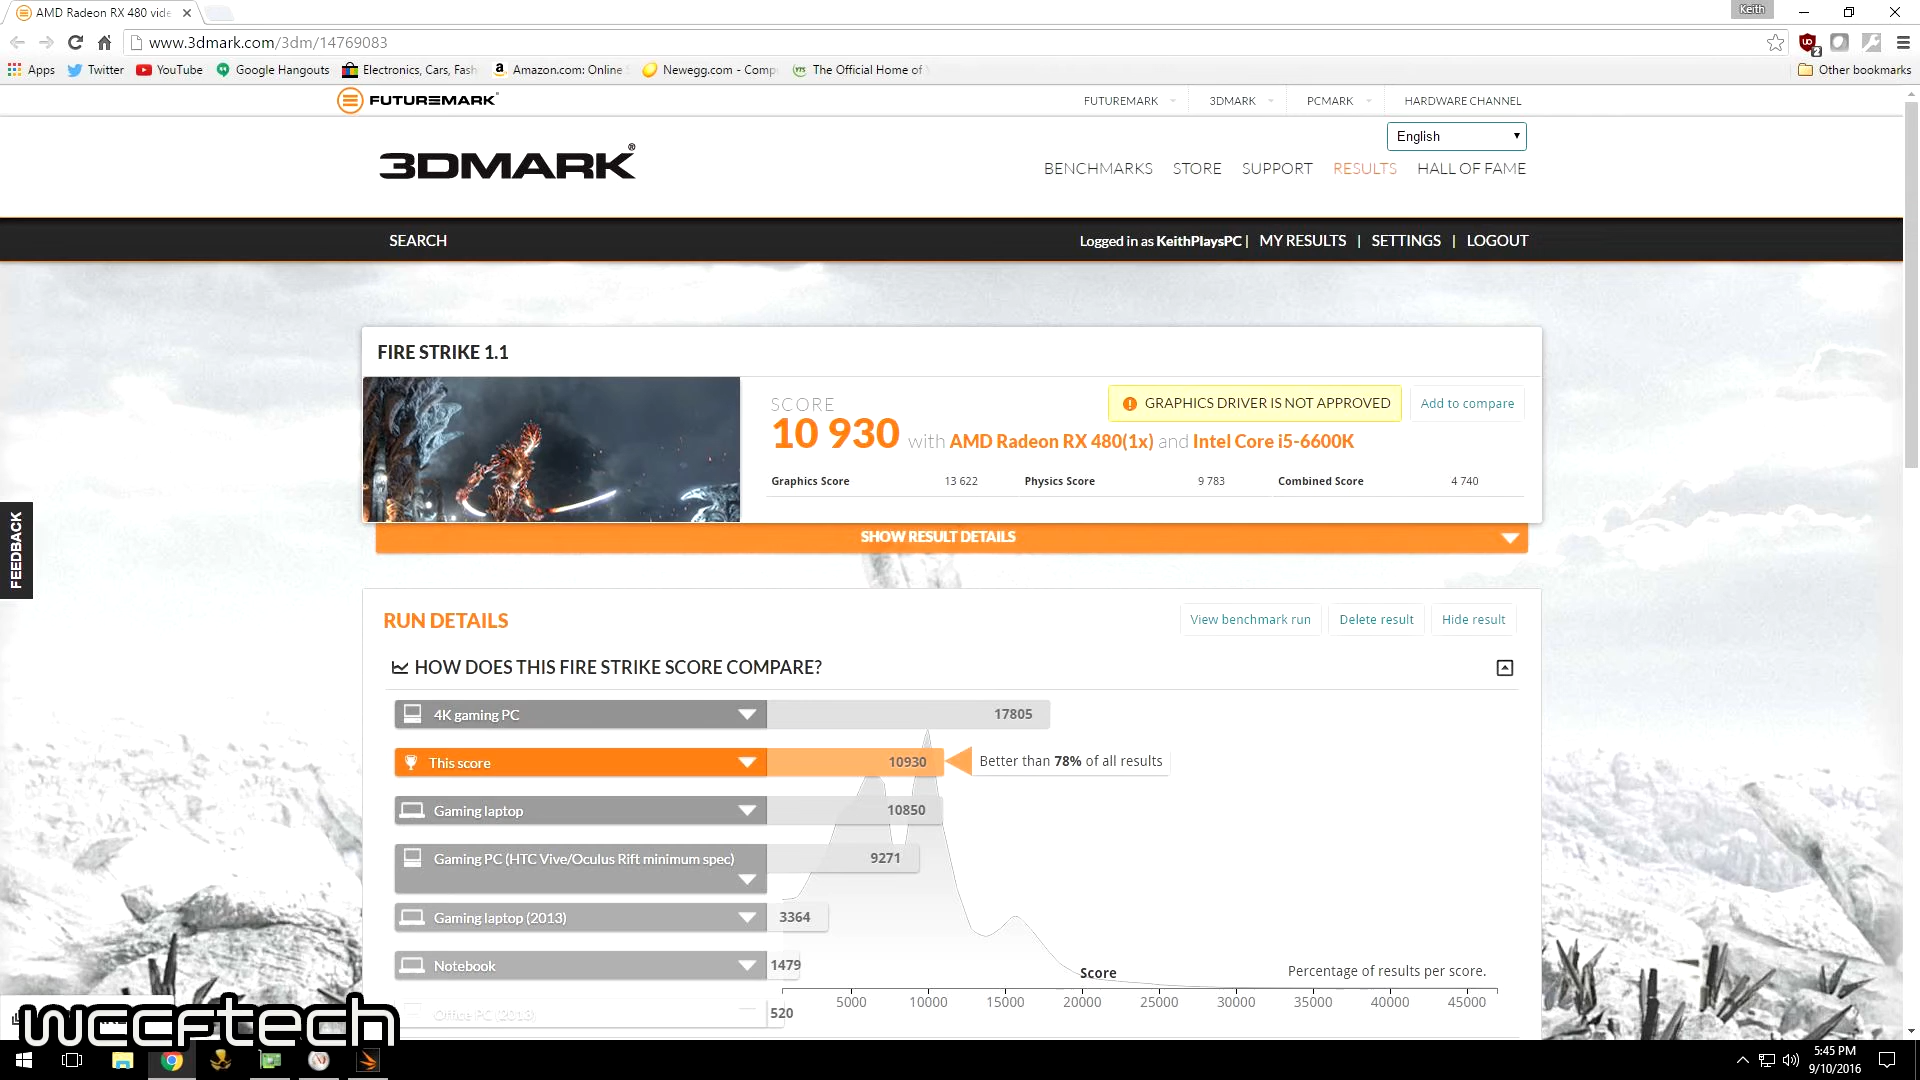 AMD Radeon RX 480 vide
Keith
www.3dmark.com/3dm/14769083
2
Apps
Twitter
YouTube
Google Hangouts
Electronics, Cars, Fash
Amazon.com: Online
Newegg.com - Comp
The Official Home of
Other bookmarks
FUTUREMARK
FUTUREMARK
3DMARK
PCMARK
HARDWARE CHANNEL
3DMARK®
English
BENCHMARKS
STORE
SUPPORT
RESULTS
HALL OF FAME
SEARCH
Logged in as KeithPlaysPC | MY RESULTS | SETTINGS | LOGOUT
FIRE STRIKE 1.1
SCORE
GRAPHICS DRIVER IS NOT APPROVED
Add to compare
10 930 with AMD Radeon RX 480(1x) and Intel Core i5-6600K
Graphics Score 13 622 Physics Score 9 783 Combined Score 4 740
FEEDBACK
SHOW RESULT DETAILS
RUN DETAILS
View benchmark run
Delete result
Hide result
HOW DOES THIS FIRE STRIKE SCORE COMPARE?
4K gaming PC 17805
This score 10930 Better than 78% of all results
Gaming laptop 10850
Gaming PC (HTC Vive/Oculus Rift minimum spec) 9271
Gaming laptop (2013) 3364
Notebook 1479
Score
Percentage of results per score.
5000 10000 15000 20000 25000 30000 35000 40000 45000
Office PC (2013) 520
wccftech
5:45 PM
9/10/2016